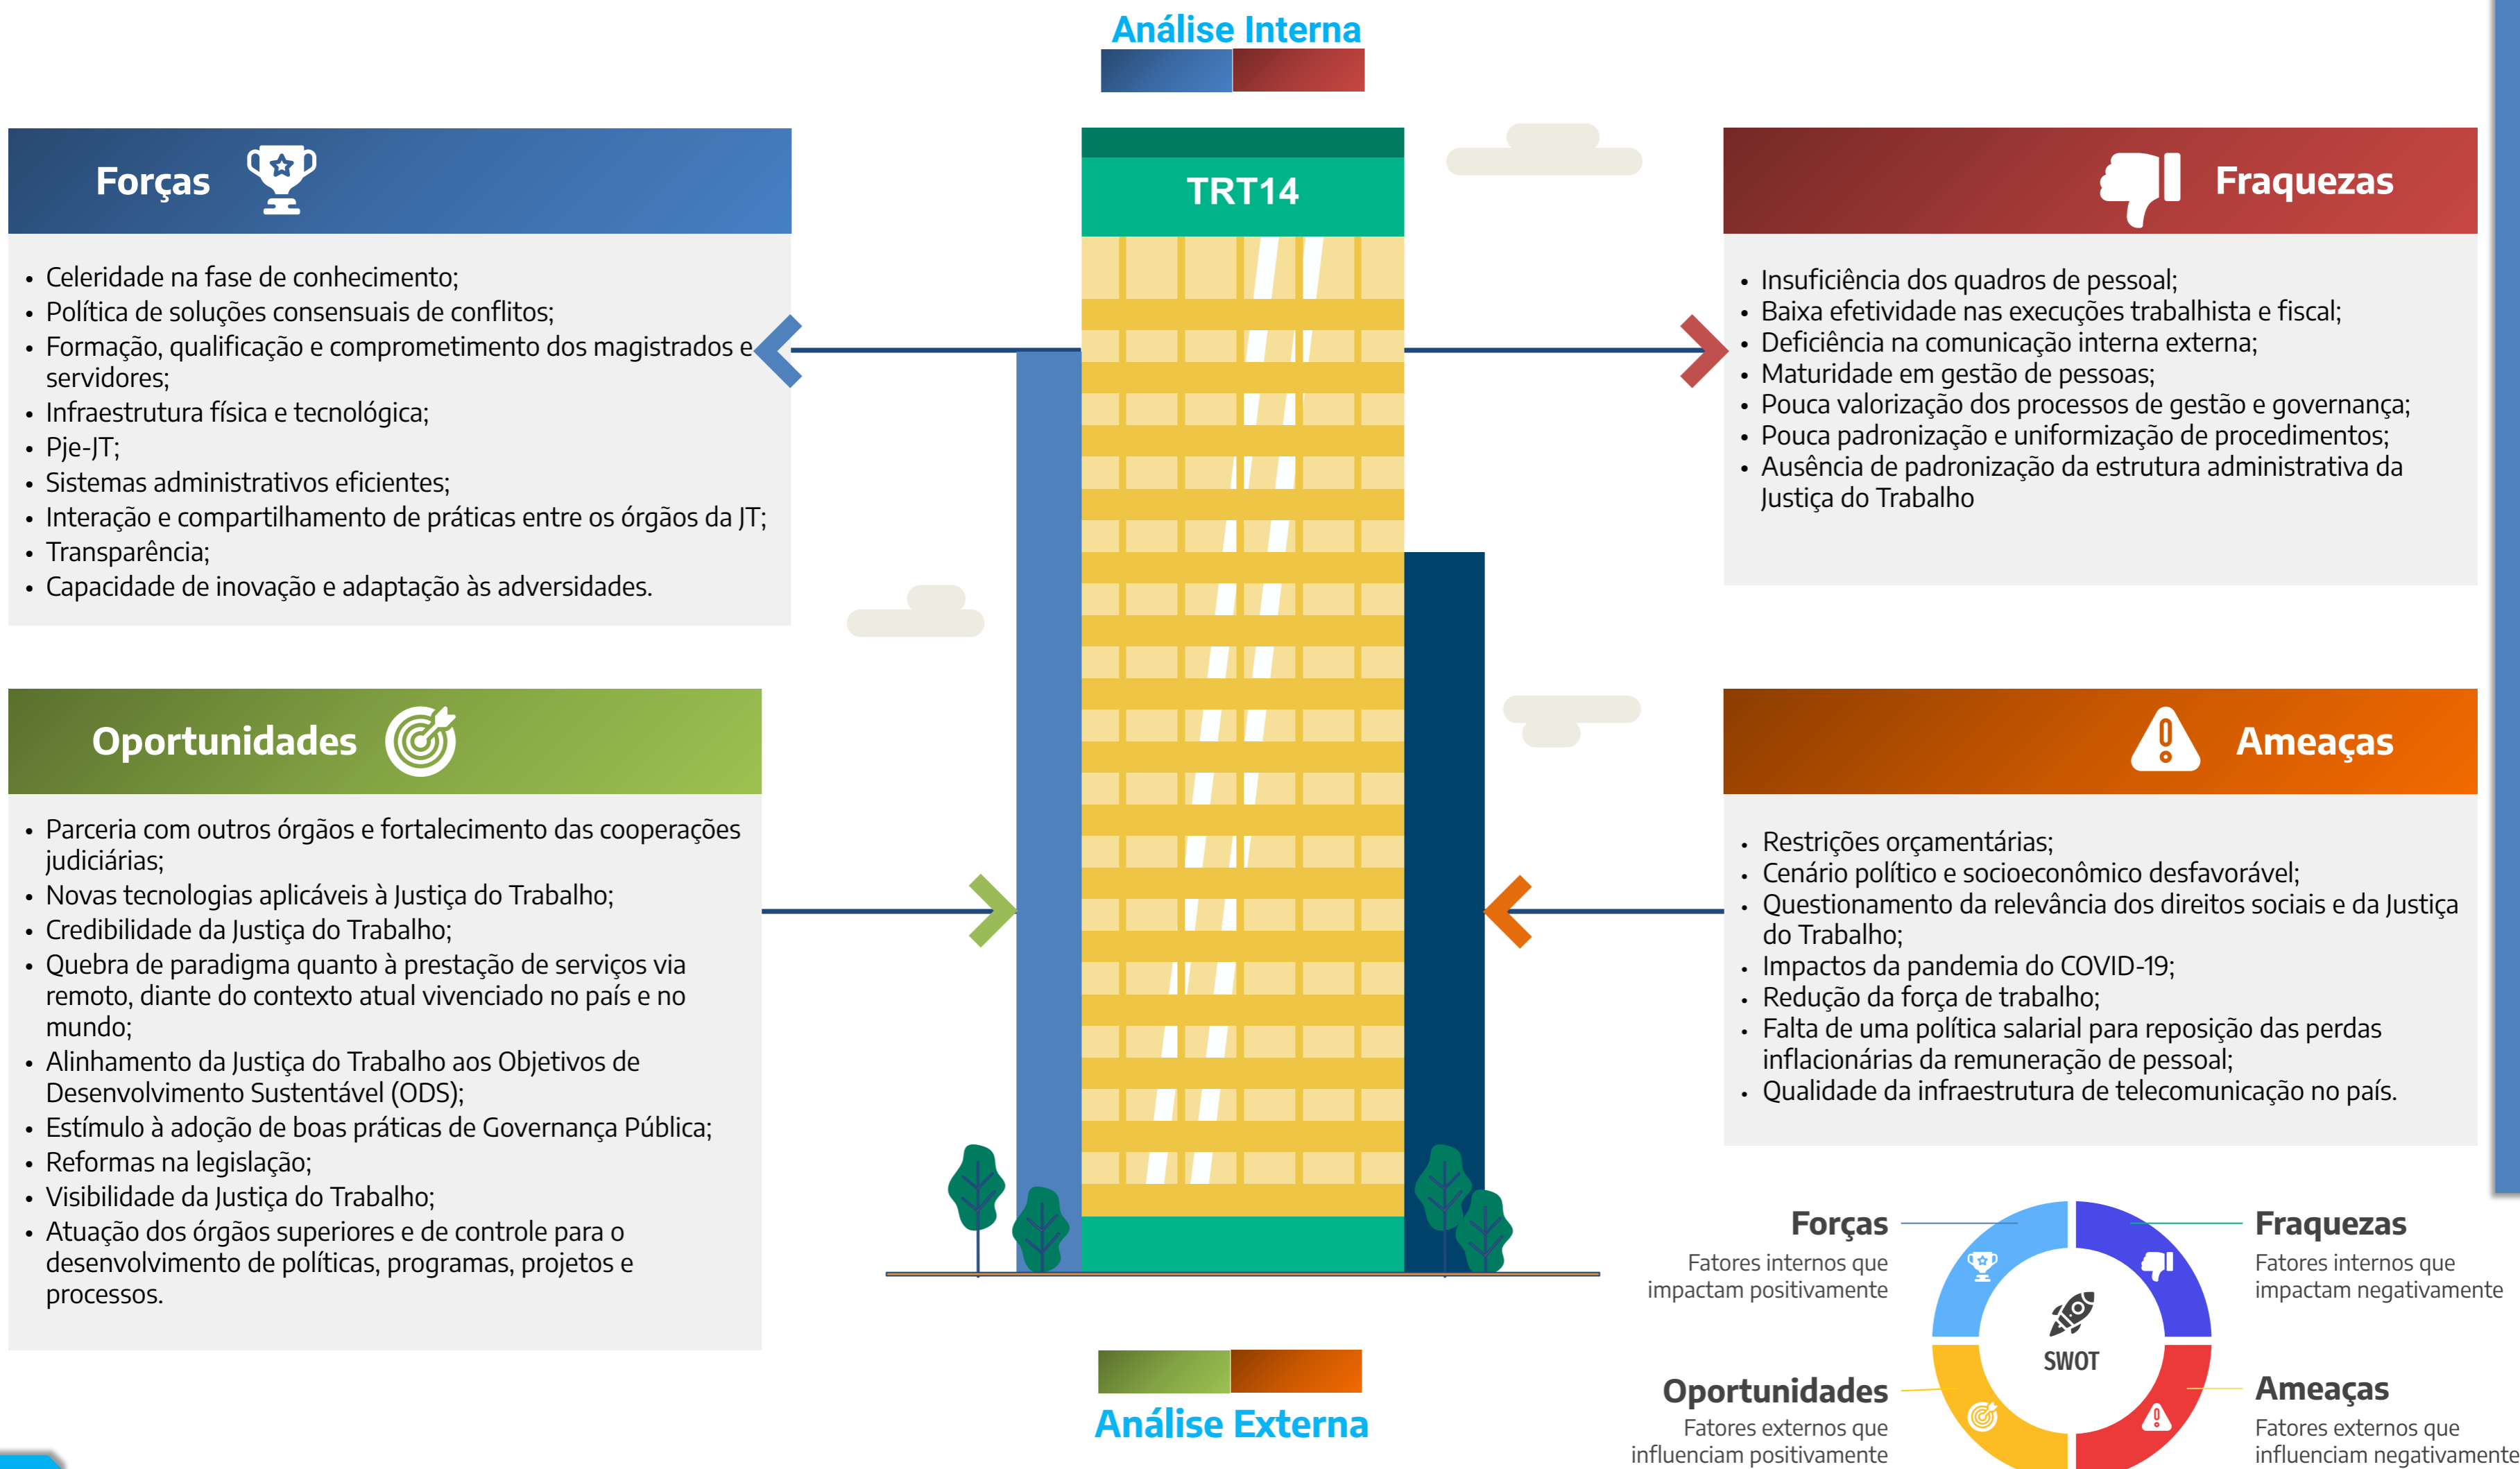 Análise Interna
Forças
• Celeridade na fase de conhecimento;
• Política de soluções consensuais de conflitos;
• Formação, qualificação e comprometimento dos magistrados e
servidores;
• Infraestrutura física e tecnológica;
• Pje-JT;
• Sistemas administrativos eficientes;
• Interação e compartilhamento de práticas entre os órgãos da JT;
• Transparência;
• Capacidade de inovação e adaptação às adversidades.
TRT14
Fraquezas
• Insuficiência dos quadros de pessoal;
• Baixa efetividade nas execuções trabalhista e fiscal;
• Deficiência na comunicação interna externa;
• Maturidade em gestão de pessoas;
• Pouca valorização dos processos de gestão e governança;
• Pouca padronização e uniformização de procedimentos;
• Ausência de padronização da estrutura administrativa da
Justiça do Trabalho
Oportunidades
• Parceria com outros órgãos e fortalecimento das cooperações
judiciárias;
• Novas tecnologias aplicáveis à Justiça do Trabalho;
• Credibilidade da Justiça do Trabalho;
• Quebra de paradigma quanto à prestação de serviços via
remoto, diante do contexto atual vivenciado no país e no
mundo;
• Alinhamento da Justiça do Trabalho aos Objetivos de
Desenvolvimento Sustentável (ODS);
• Estímulo à adoção de boas práticas de Governança Pública;
• Reformas na legislação;
• Visibilidade da Justiça do Trabalho;
• Atuação dos órgãos superiores e de controle para o
desenvolvimento de políticas, programas, projetos e
processos.
Ameaças
• Restrições orçamentárias;
• Cenário político e socioeconômico desfavorável;
• Questionamento da relevância dos direitos sociais e da Justiça
do Trabalho;
• Impactos da pandemia do COVID-19;
• Redução da força de trabalho;
• Falta de uma política salarial para reposição das perdas
inflacionárias da remuneração de pessoal;
• Qualidade da infraestrutura de telecomunicação no país.
Análise Externa
Forças
Fatores internos que
impactam positivamente
Fraquezas
Fatores internos que
impactam negativamente
SWOT
Oportunidades
Fatores externos que
influenciam positivamente
Ameaças
Fatores externos que
influenciam negativamente